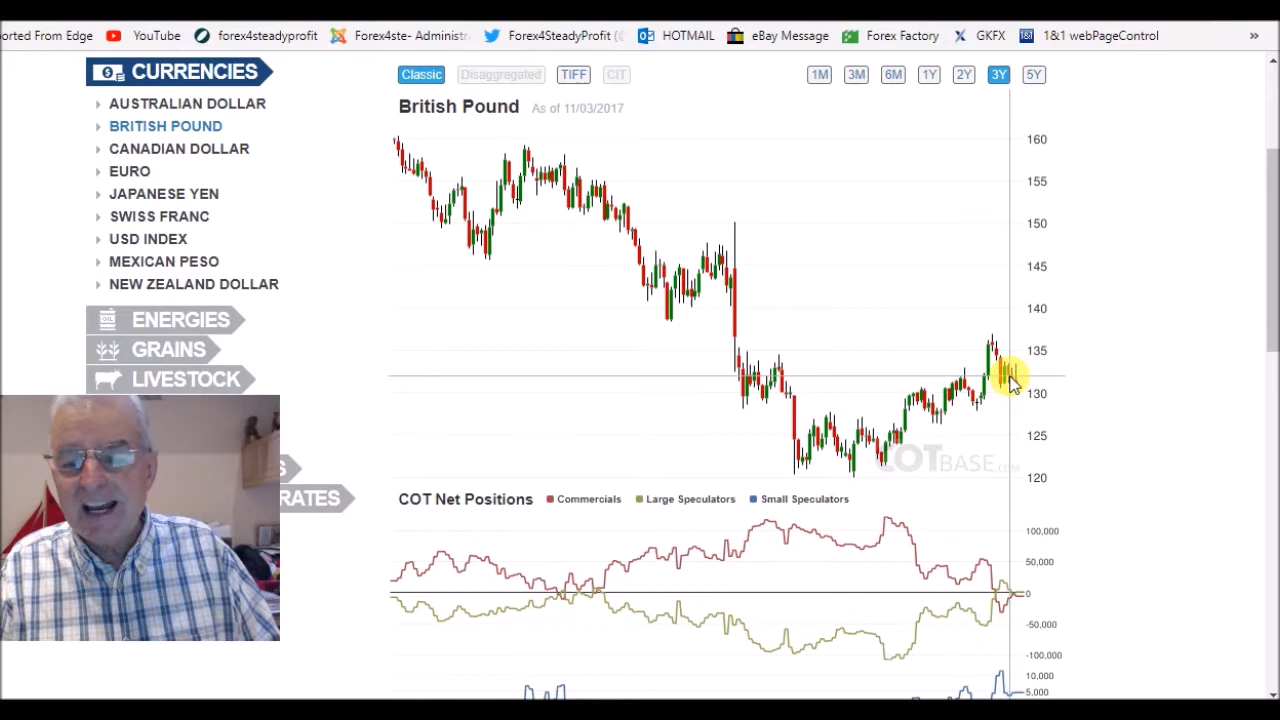 orted From Edge YouTube forex4steadyprofit Forex4ste- Administra Forex4SteadyProfit (@ HOTMAIL eBay Message Forex Factory GKFX 1&1 1&1 webPageControl »
CURRENCIES
AUSTRALIAN DOLLAR
BRITISH POUND
CANADIAN DOLLAR
EURO
JAPANESE YEN
SWISS FRANC
USD INDEX
MEXICAN PESO
NEW ZEALAND DOLLAR
ENERGIES
GRAINS
LIVESTOCK
S
RATES
Classic Disaggregated TIFF CIT 1M 3M 6M 1Y 2Y 3Y 5Y
British Pound As of 11/03/2017
160
155
150
145
140
135
130
125
120
COTBASE.COM
COT Net Positions Commercials Large Speculators Small Speculators
100,000
50,000
0
-50,000
-100,000
10,000
5,000